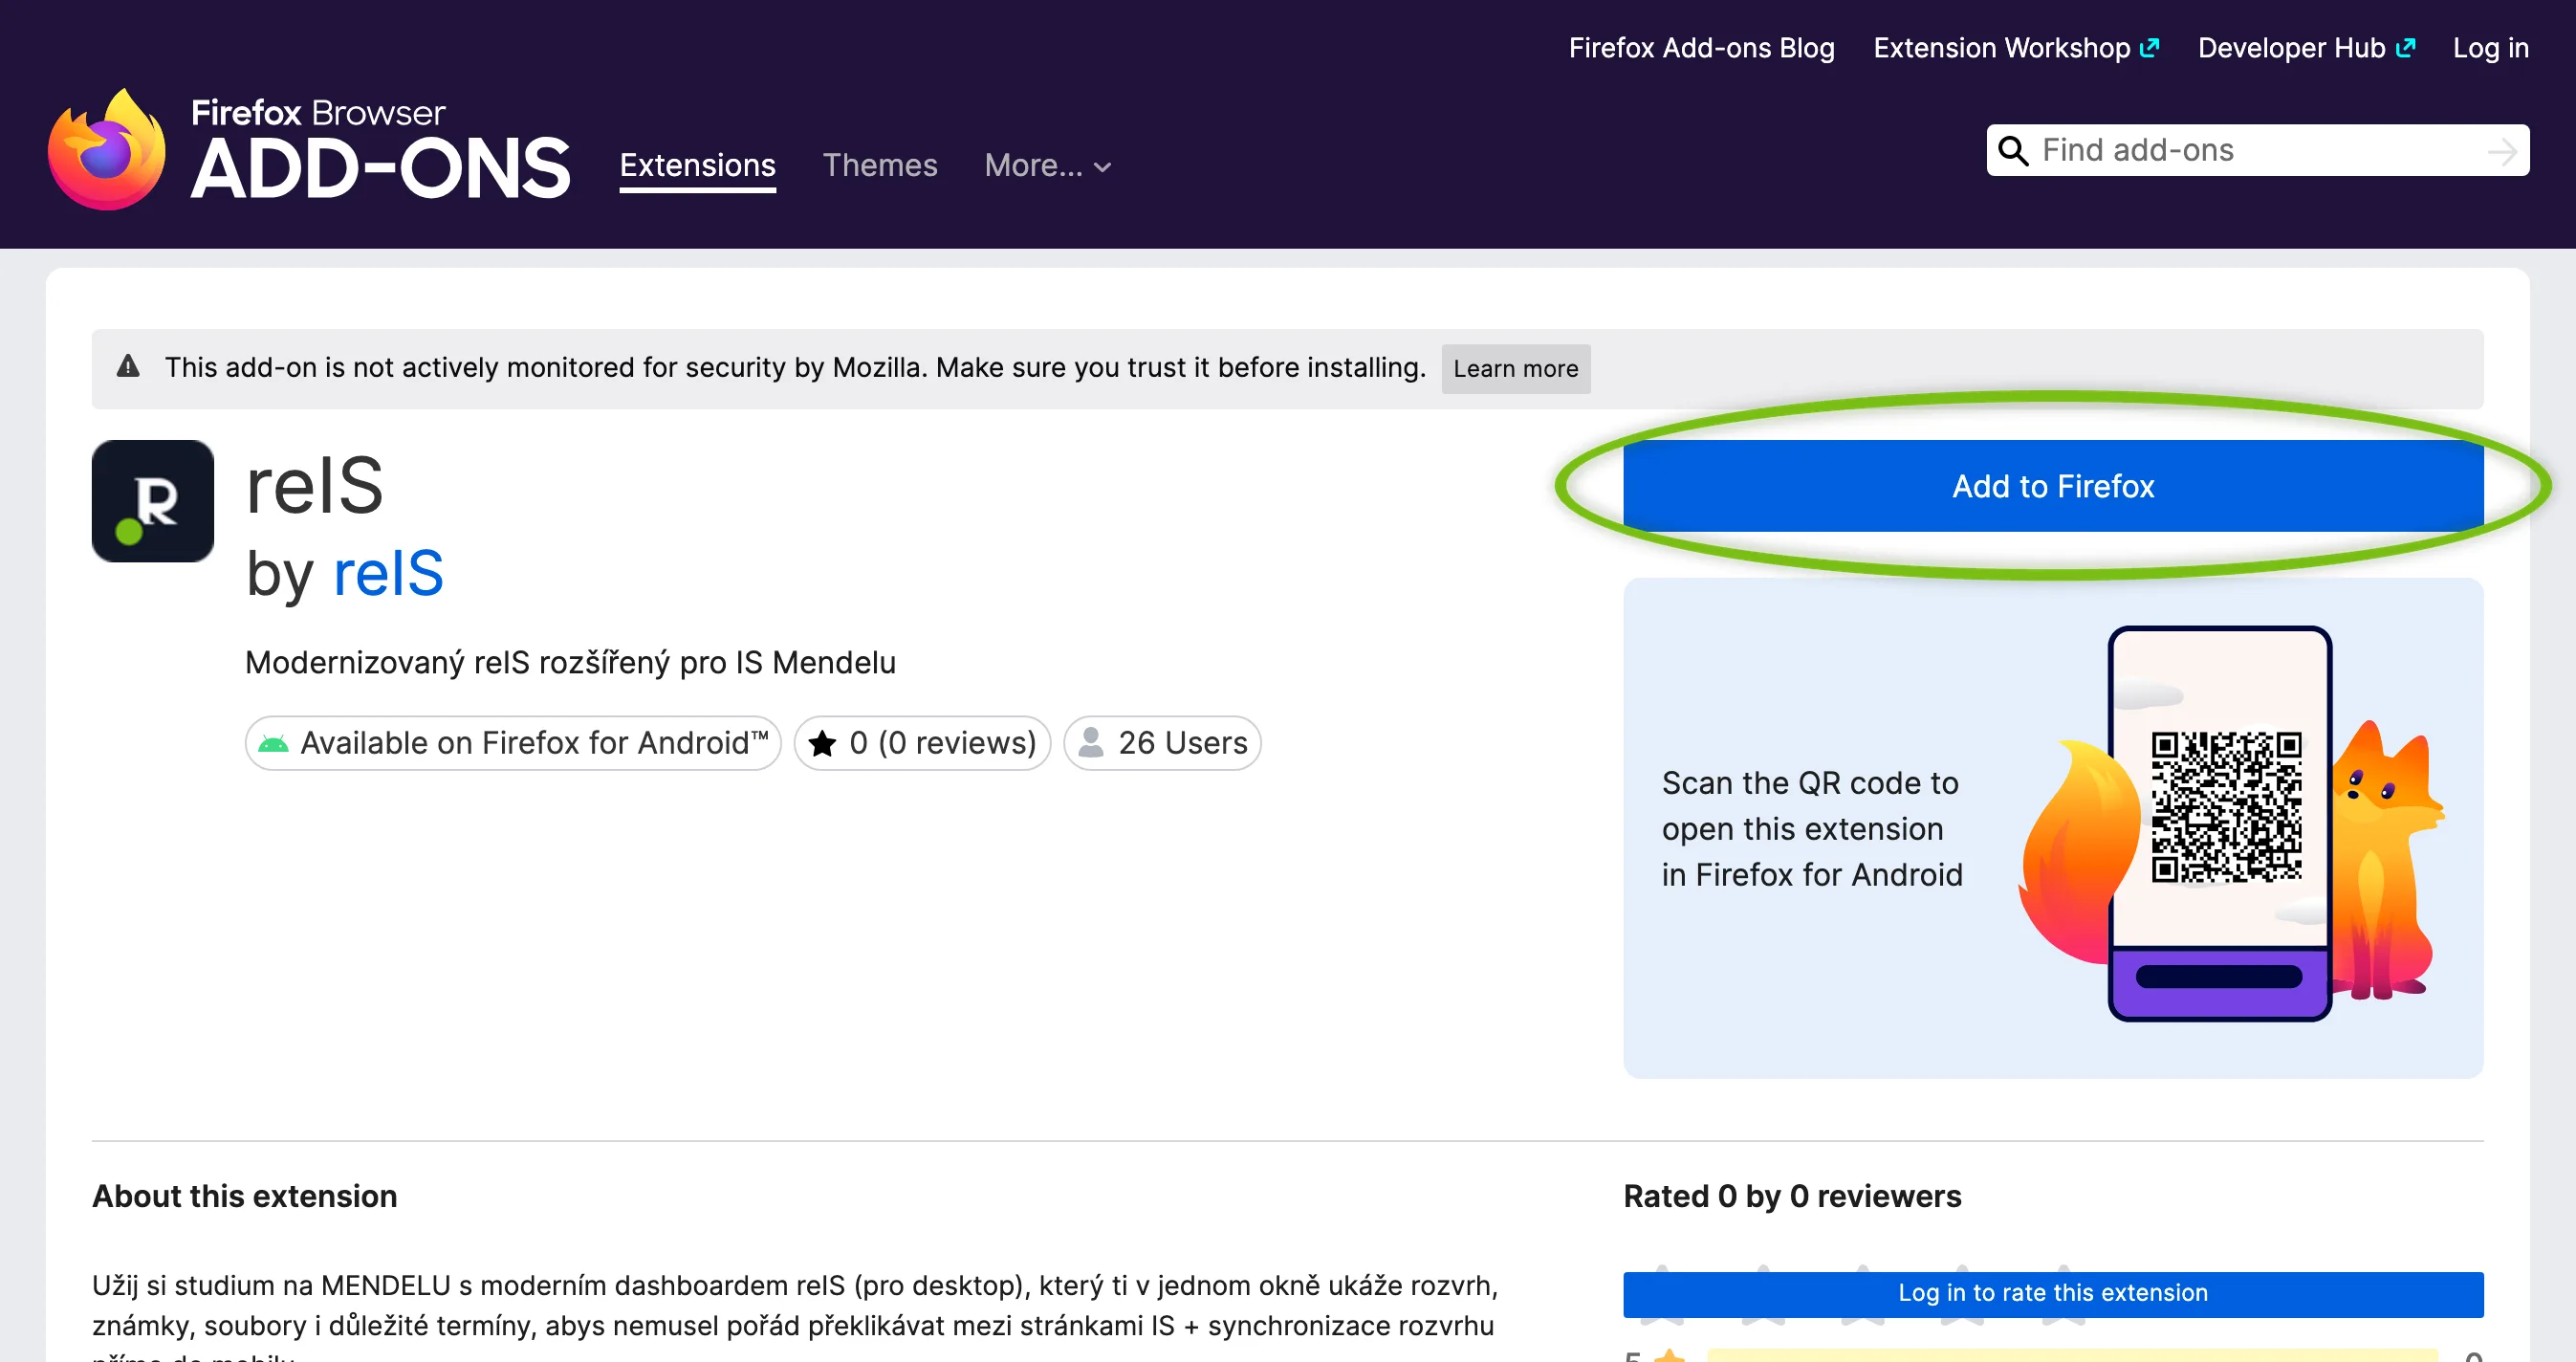 Firefox Add-ons Blog Extension Workshop Developer Hub Log in
Firefox Browser
ADD-ONS
Extensions Themes More...
Find add-ons
This add-on is not actively monitored for security by Mozilla. Make sure you trust it before installing. Learn more
R
reIS
by reIS
Add to Firefox
Modernizovaný reIS rozšířený pro IS Mendelu
Available on Firefox for Android™ 0 (0 reviews) 26 Users
Scan the QR code to
open this extension
in Firefox for Android
About this extension
Užij si studium na MENDELU s moderním dashboardem reIS (pro desktop), který ti v jednom okně ukáže rozvrh,
známky, soubory i důležité termíny, abys nemusel pořád překlikávat mezi stránkami IS + synchronizace rozvrhu
Rated 0 by 0 reviewers
Log in to rate this extension
5 0